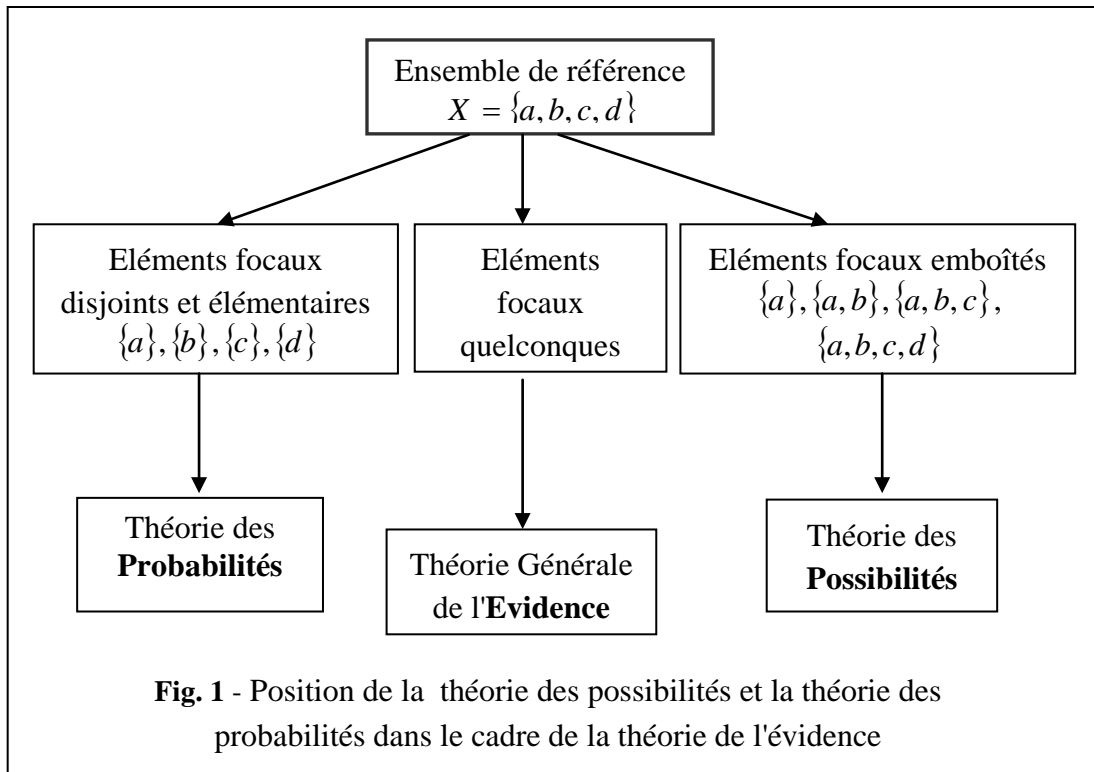 Ensemble de référence
X = {a, b, c, d}
Eléments focaux
disjoints et élémentaires
{a}, {b}, {c}, {d}
Eléments
focaux
quelconques
Eléments focaux emboîtés
{a}, {a, b}, {a, b, c},
{a, b, c, d}
Théorie des
Probabilités
Théorie Générale
de l'Evidence
Théorie des
Possibilités
Fig. 1 - Position de la théorie des possibilités et la théorie des
probabilités dans le cadre de la théorie de l'évidence